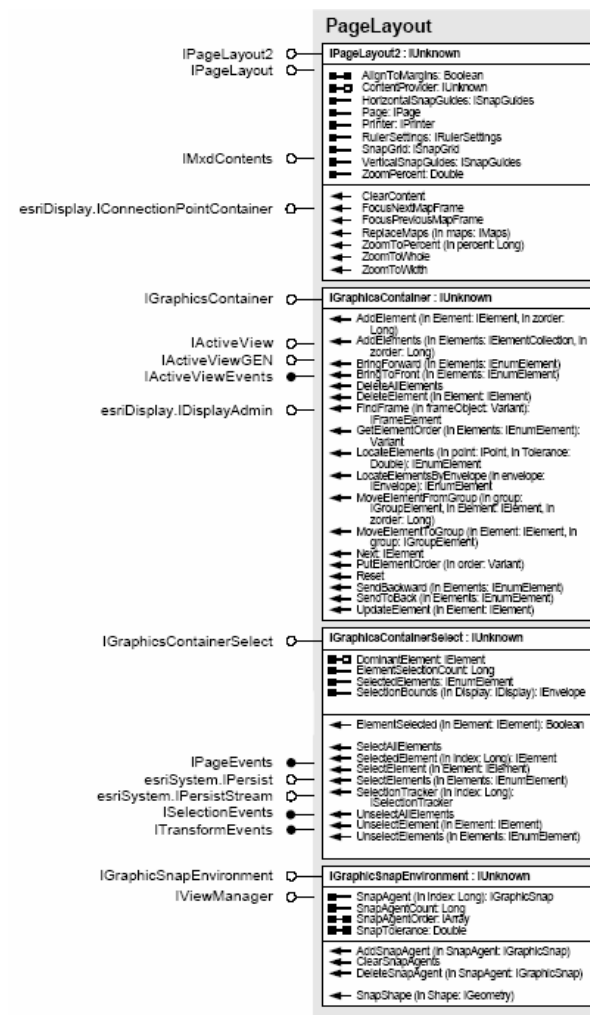 PageLayout
IPageLayout2
IPageLayout
IMxdContents
esriDisplay.IConnectionPointContainer
IPageLayout2 : IUnknown
AlignToMargins: Boolean
ContentProvider: IUnknown
HorizontalSnapGuides: ISnapGuides
Page: IPage
Printer: IPrinter
RulerSettings: IRulerSettings
SnapGrid: ISnapGrid
VerticalSnapGuides: ISnapGuides
ZoomPercent: Double
ClearContent
FocusNextMapFrame
FocusPreviousMapFrame
ReplaceMaps (in maps: IMaps)
ZoomToPercent (in percent: Long)
ZoomToWhole
ZoomToWidth
IGraphicsContainer
IActiveView
IActiveViewGEN
IActiveViewEvents
esriDisplay.IDisplayAdmin
IGraphicsContainer : IUnknown
AddElement (in Element: IElement, in zorder:
Long)
AddElements (in Elements: IElementCollection, in
zorder: Long)
BringForward (in Elements: IEnumElement)
BringToFront (in Elements: IEnumElement)
DeleteAllElements
DeleteElement (in Element: IElement)
FindFrame (in frameObject: Variant):
IFrameElement
GetElementOrder (in Elements: IEnumElement):
Variant
LocateElements (in point: IPoint, in Tolerance:
Double): IEnumElement
LocateElementsByEnvelope (in envelope:
IEnvelope): IEnumElement
MoveElementFromGroup (in group:
IGroupElement, in Element: IElement, in
zorder: Long)
MoveElementToGroup (in Element: IElement, in
group: IGroupElement)
Next: IElement
PutElementOrder (in order: Variant)
Reset
SendBackward (in Elements: IEnumElement)
SendToBack (in Elements: IEnumElement)
UpdateElement (in Element: IElement)
IGraphicsContainerSelect
IPageEvents
esriSystem.IPersist
esriSystem.IPersistStream
ISelectionEvents
ITransformEvents
IGraphicsContainerSelect : IUnknown
DominantElement: IElement
ElementSelectionCount: Long
SelectedElements: IEnumElement
SelectionBounds (in Display: IDisplay): IEnvelope
ElementSelected (in Element: IElement): Boolean
SelectAllElements
SelectedElement (in Index: Long): IElement
SelectElement (in Element: IElement)
SelectElements (in Elements: IEnumElement)
SelectionTracker (in Index: Long):
ISelectionTracker
UnselectAllElements
UnselectElement (in Element: IElement)
UnselectElements (in Elements: IEnumElement)
IGraphicSnapEnvironment
IViewManager
IGraphicSnapEnvironment : IUnknown
SnapAgent (in Index: Long): IGraphicSnap
SnapAgentCount: Long
SnapAgentOrder: IArray
SnapTolerance: Double
AddSnapAgent (in SnapAgent: IGraphicSnap)
ClearSnapAgents
DeleteSnapAgent (in SnapAgent: IGraphicSnap)
SnapShape (in Shape: IGeometry)